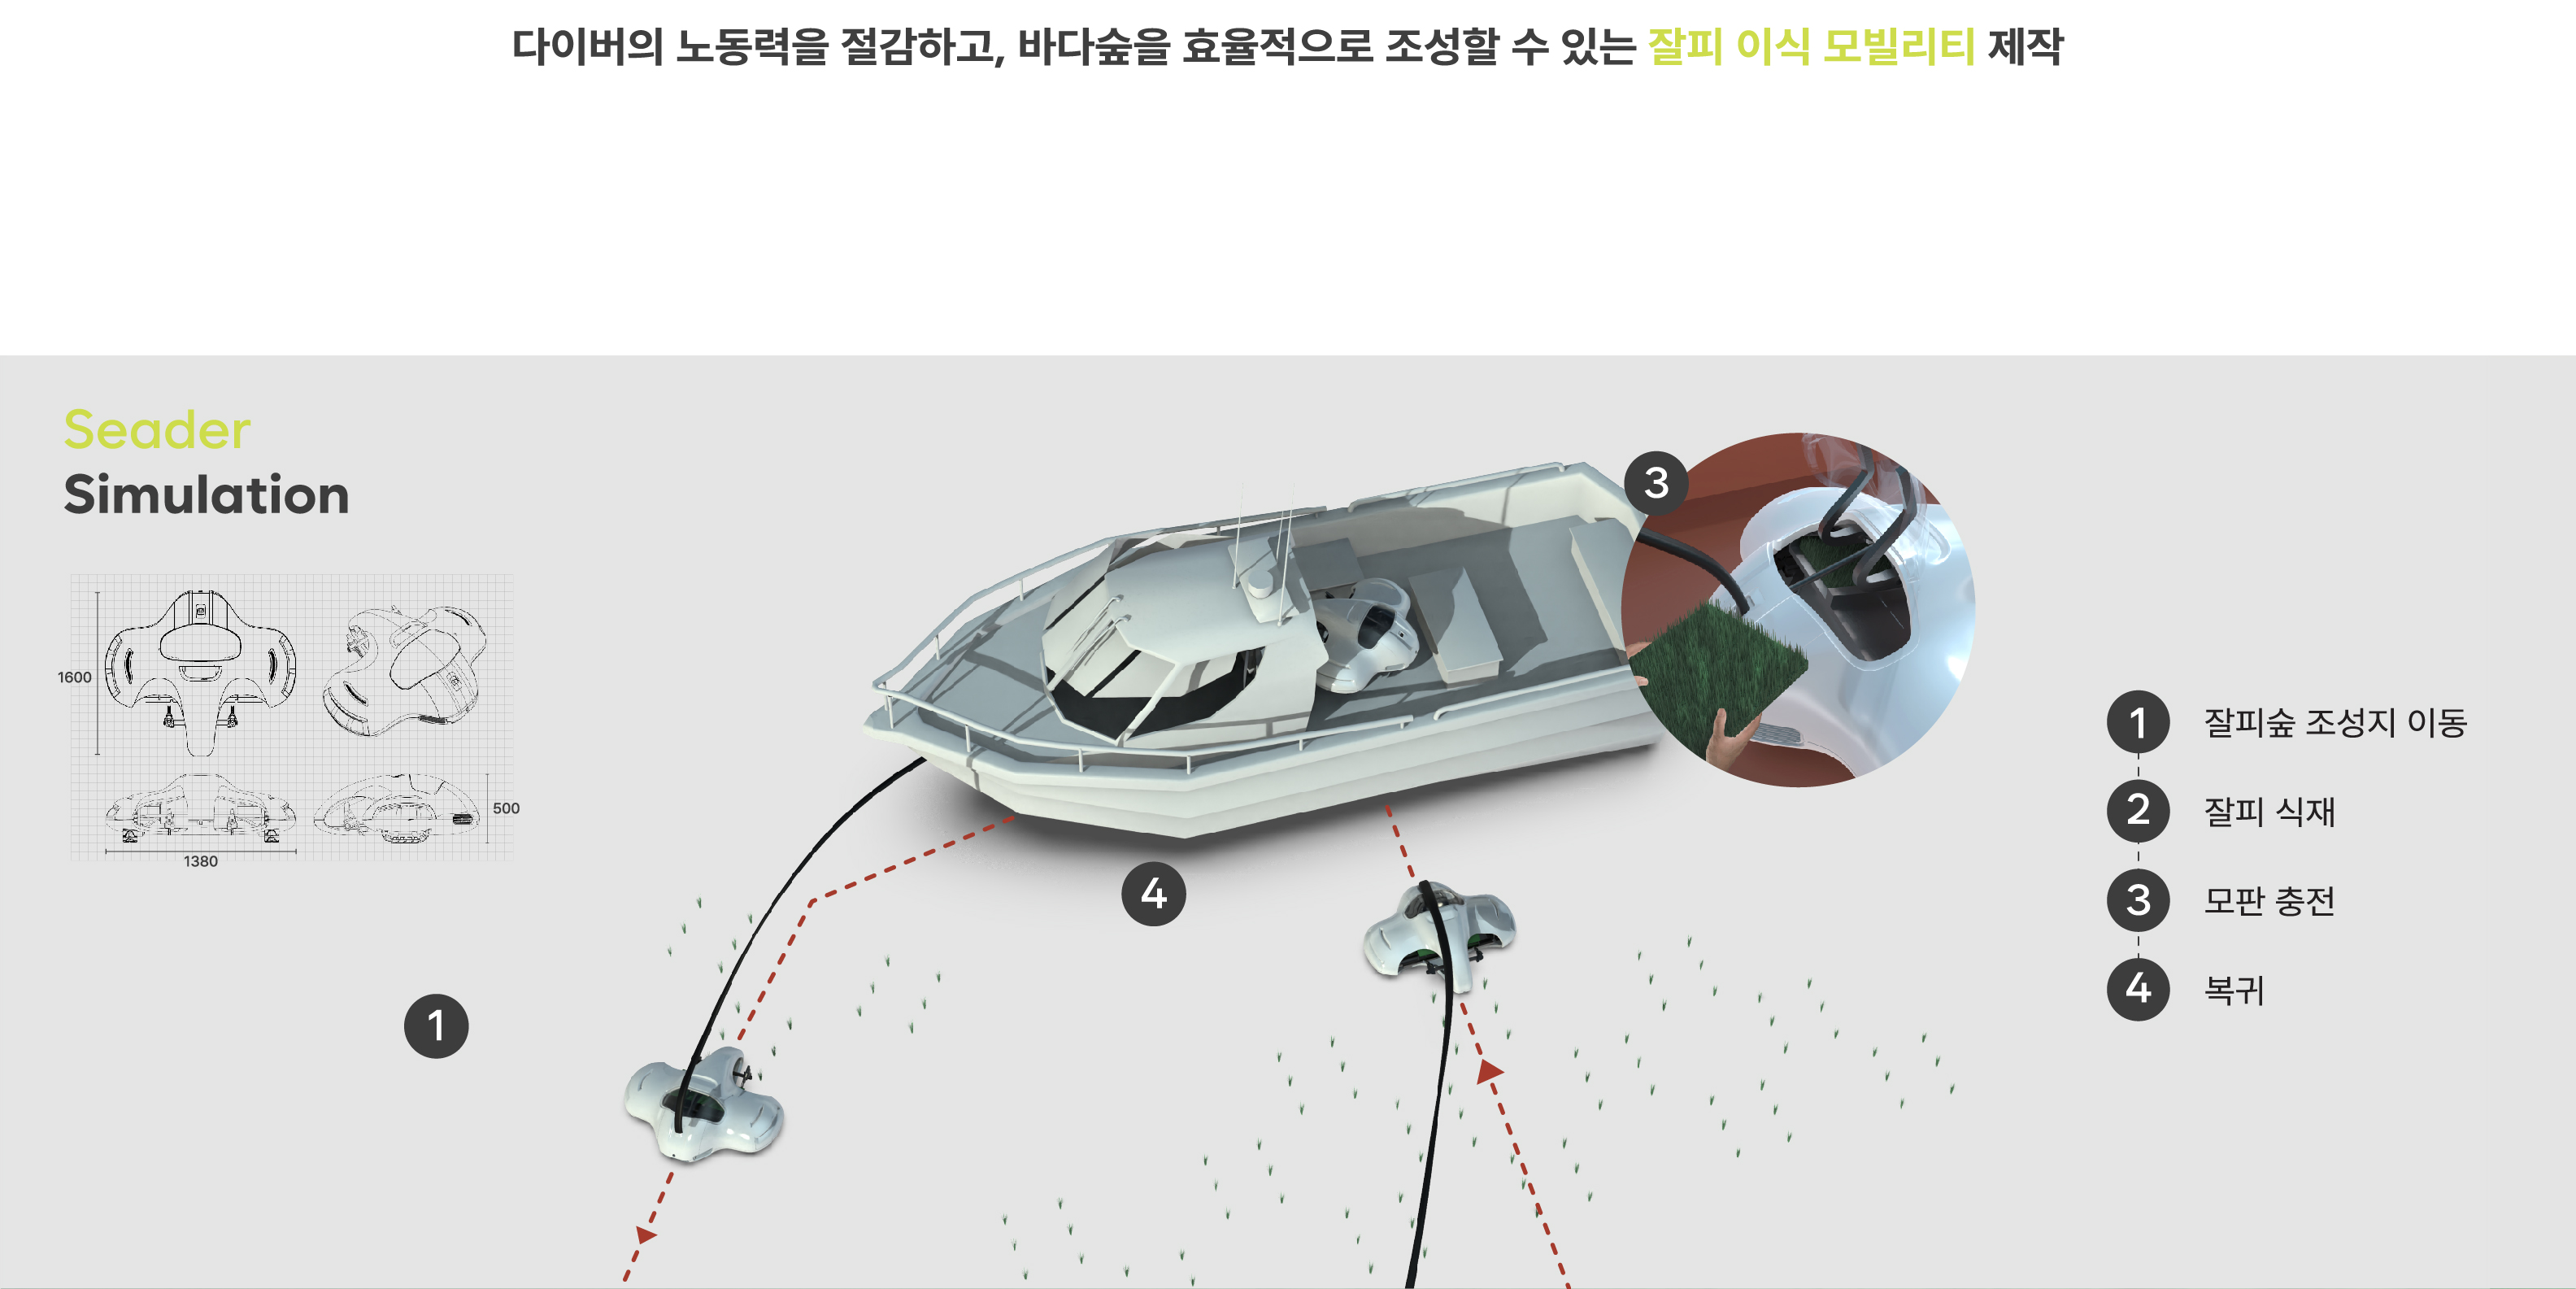 다이버의 노동력을 절감하고, 바다숲을 효율적으로 조성할 수 있는 잘피 이식 모빌리티 제작
Seader
Simulation
1600
500
1380
3
4
1
1 잘피숲 조성지 이동
2 잘피 식재
3 모판 충전
4 복귀